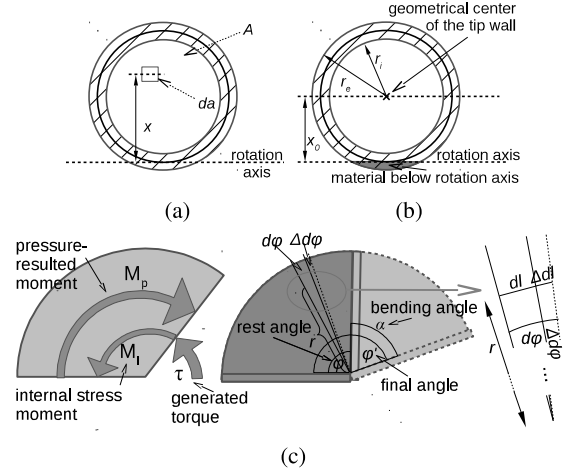 A
da
x
rotation
axis
(a)
geometrical center
of the tip wall
r_i
r_e
x_0
rotation axis
material below rotation axis
(b)
pressure-
resulted
moment
M_p
M_I
internal stress
moment
τ
generated
torque
dφ
Δdφ
rest angle
r
φ
φ'
α
bending angle
final angle
dl
Δdl
dφ
Δdφ
r
...
(c)